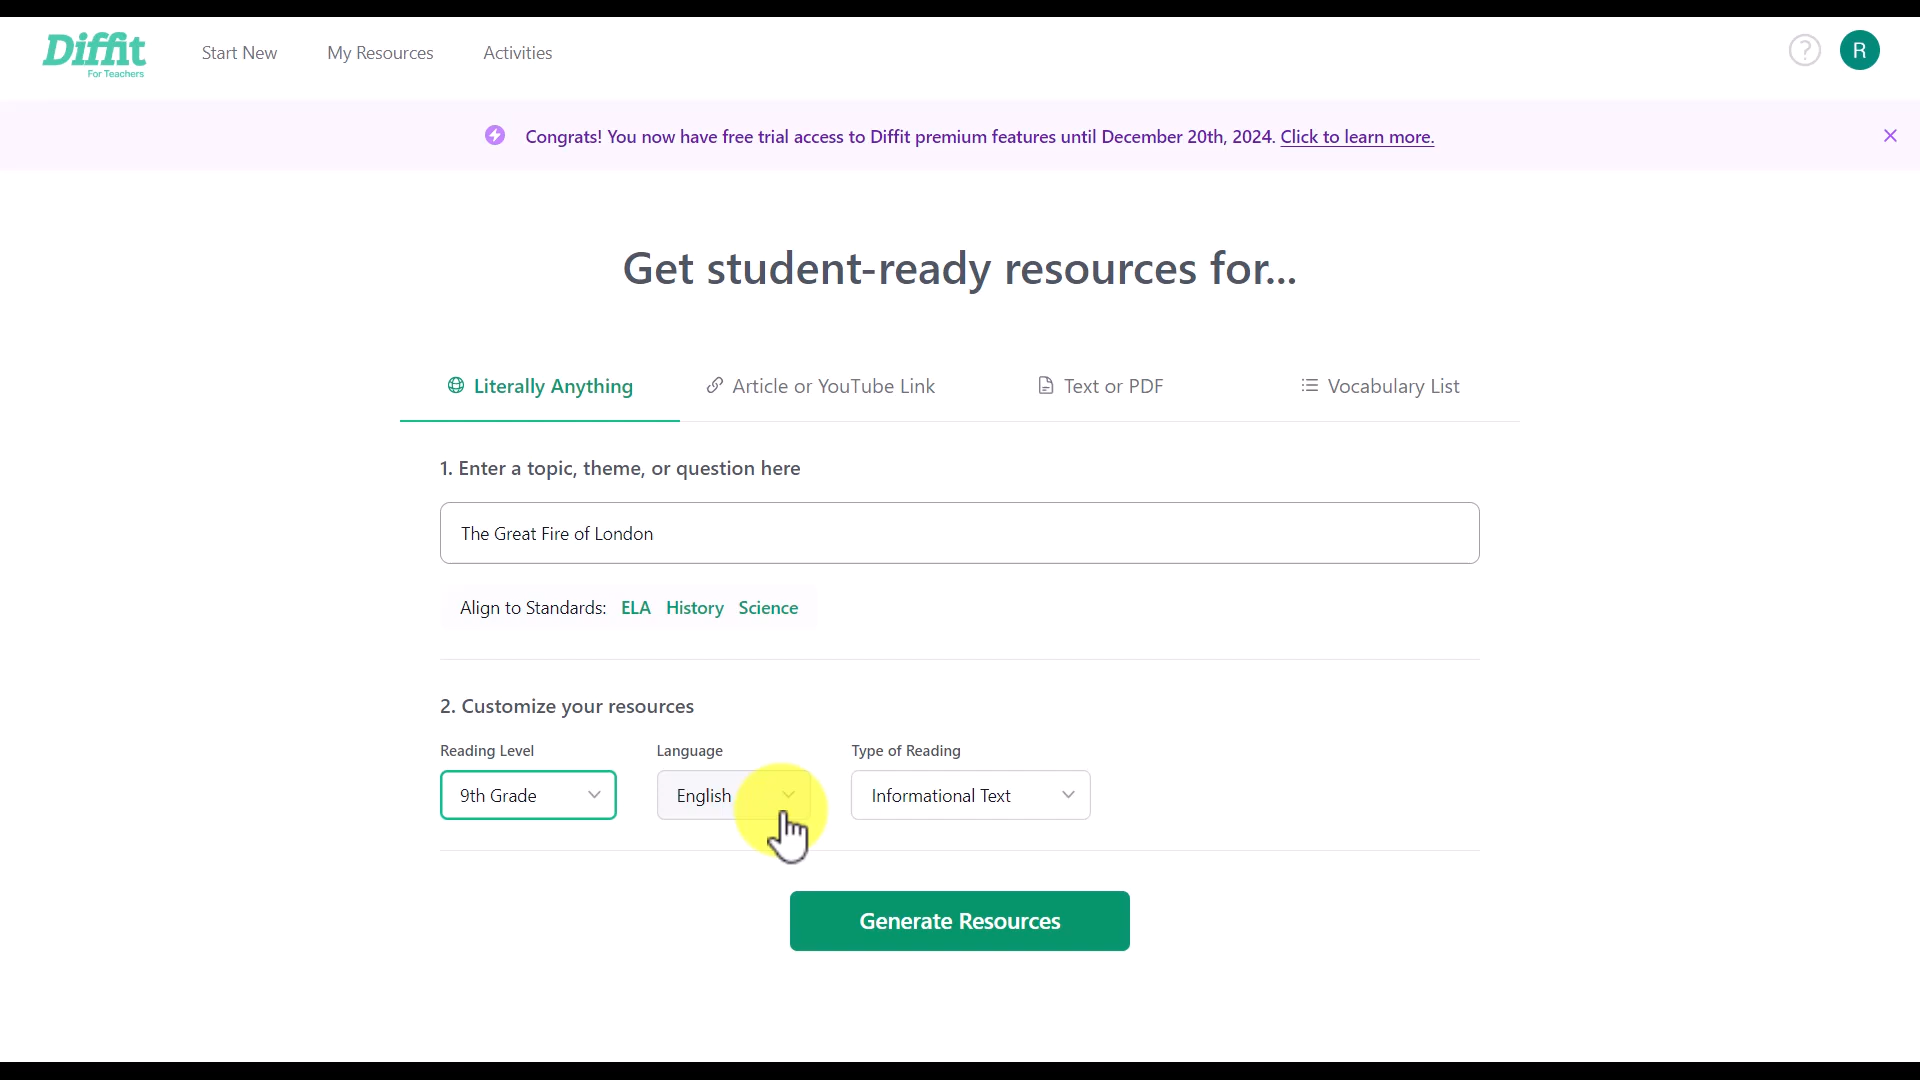 Diffit
For Teachers
Start New
My Resources
Activities
?
R
Congrats! You now have free trial access to Diffit premium features until December 20th, 2024. Click to learn more.
Get student-ready resources for...
Literally Anything
Article or YouTube Link
Text or PDF
Vocabulary List
1. Enter a topic, theme, or question here
The Great Fire of London
Align to Standards: ELA History Science
2. Customize your resources
Reading Level
Language
Type of Reading
9th Grade
English
Informational Text
Generate Resources